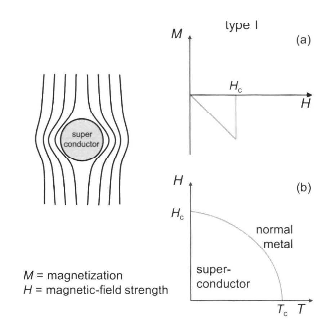 type I
M
(a)
Hc
H
super
conductor
H
(b)
Hc
normal
metal
super-
conductor
Tc T
M = magnetization
H = magnetic-field strength